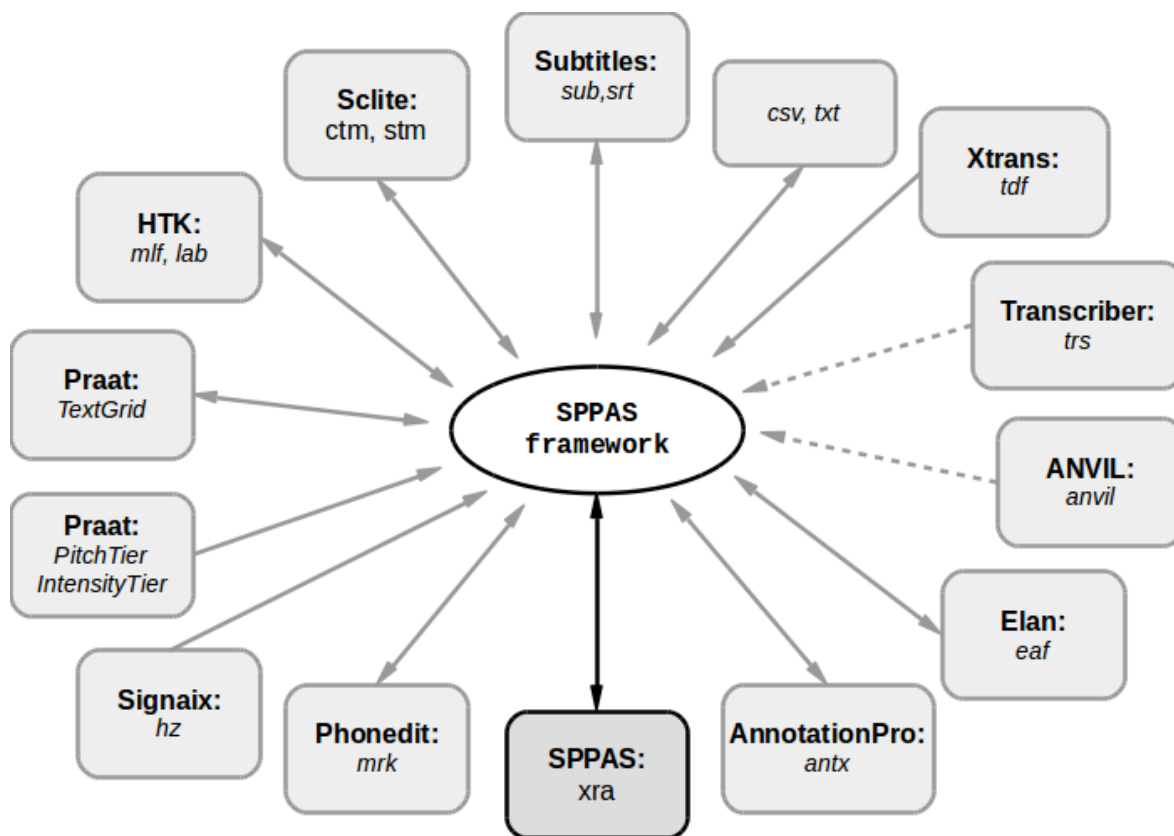 Subtitles:
sub,srt
Sclite:
ctm, stm
csv, txt
Xtrans:
tdf
HTK:
mlf, lab
Transcriber:
trs
Praat:
TextGrid
SPPAS
framework
ANVIL:
anvil
Praat:
PitchTier
IntensityTier
Elan:
eaf
Signaix:
hz
Phonedit:
mrk
SPPAS:
xra
AnnotationPro:
antx